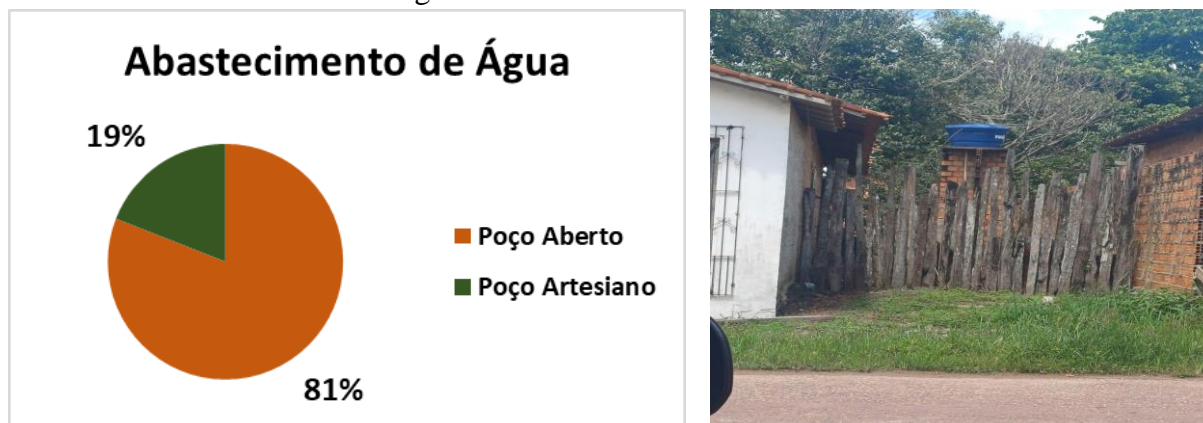 Abastecimento de Água
19%
81%
Poço Aberto
Poço Artesiano